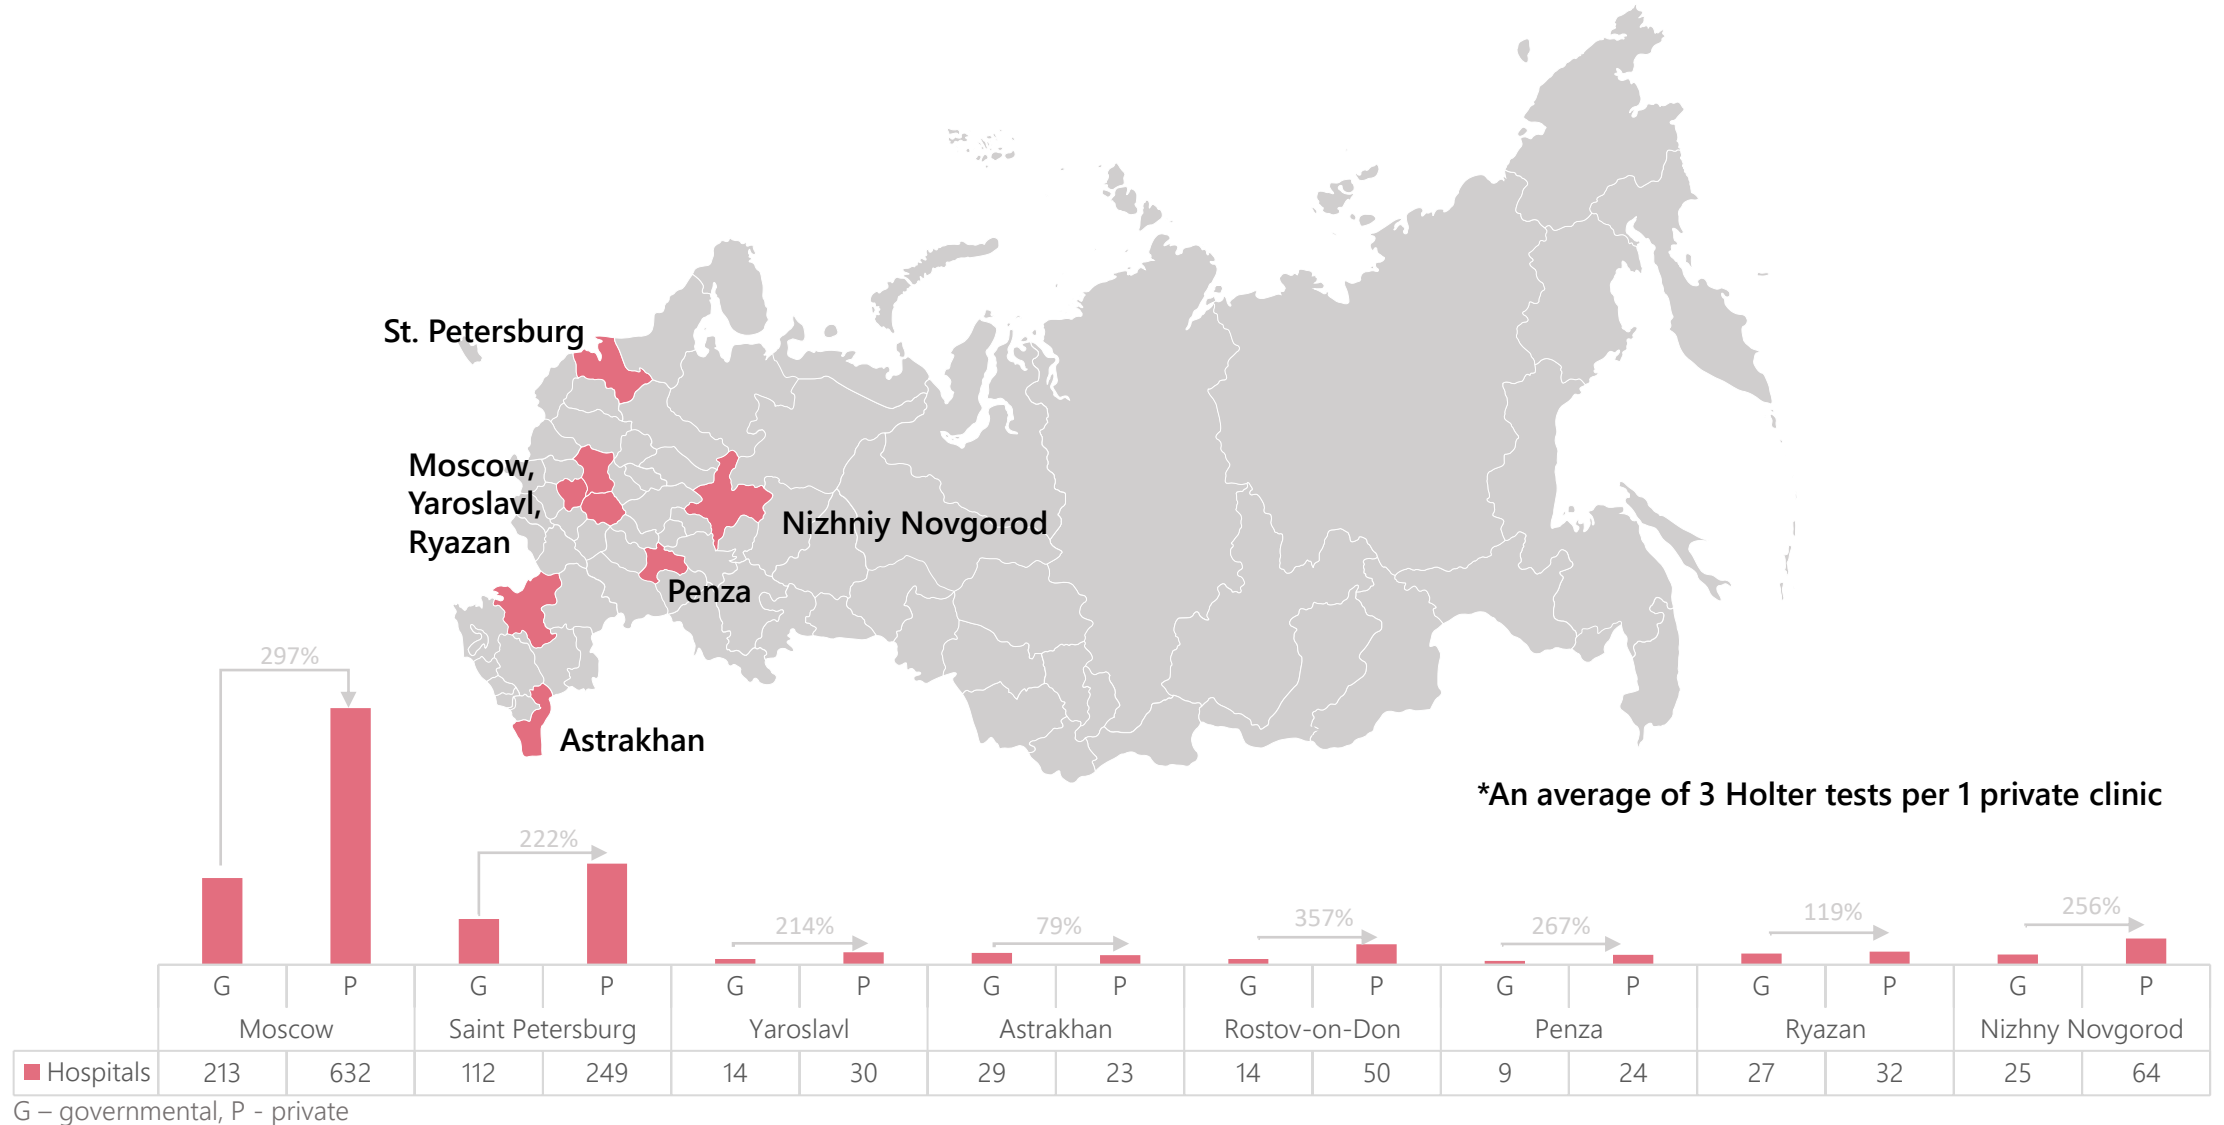 St. Petersburg
Moscow,
Yaroslavl,
Ryazan
Nizhniy Novgorod
Penza
Astrakhan
*An average of 3 Holter tests per 1 private clinic
297%
222%
214%
79%
357%
267%
119%
256%
G P G P G P G P G P G P G P G P
Moscow Saint Petersburg Yaroslavl Astrakhan Rostov-on-Don Penza Ryazan Nizhny Novgorod
Hospitals 213 632 112 249 14 30 29 23 14 50 9 24 27 32 25 64
G – governmental, P - private